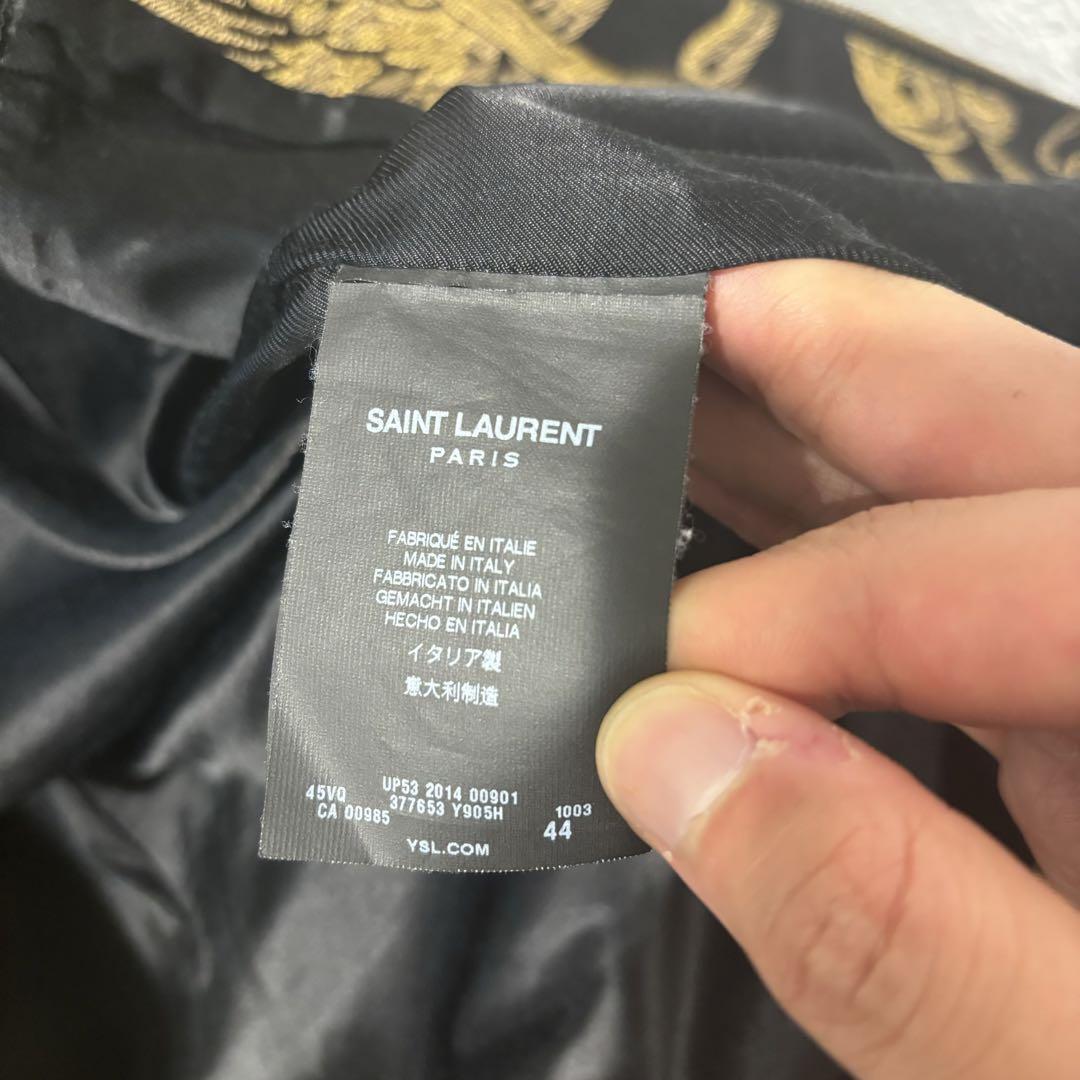 SAINT LAURENT
PARIS
FABRIQUÉ EN ITALIE
MADE IN ITALY
FABBRICATO IN ITALIA
GEMACHT IN ITALIEN
HECHO EN ITALIA
イタリア製
意大利制造
UP53 2014 00901
45VQ 377653 Y905H 1003
CA 00985 44
YSL.COM